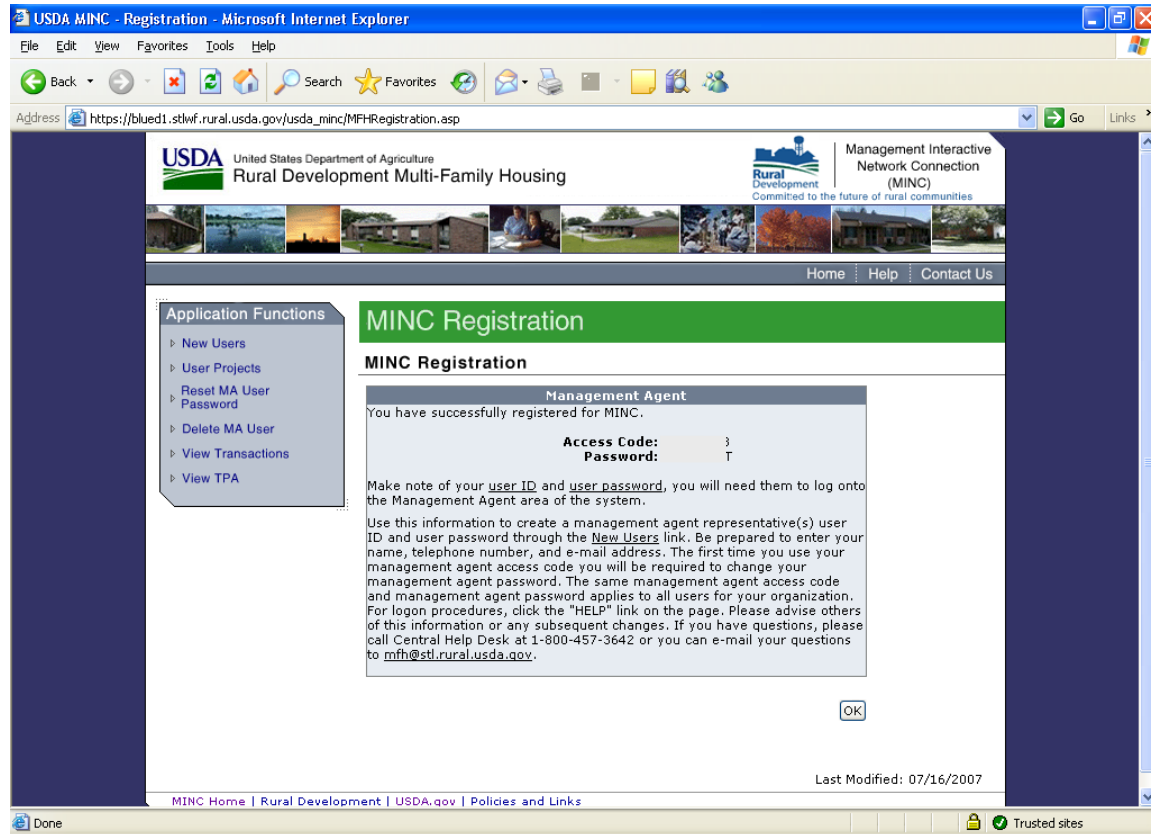 USDA MINC - Registration - Microsoft Internet Explorer
File Edit View Favorites Tools Help
Back Search Favorites
Address https://blued1.stlwf.rural.usda.gov/usda_minc/MFHRegistration.asp Go Links
USDA United States Department of Agriculture
Rural Development Multi-Family Housing
Rural Development
Committed to the future of rural communities
Management Interactive
Network Connection
(MINC)
Home Help Contact Us
Application Functions
New Users
User Projects
Reset MA User
Password
Delete MA User
View Transactions
View TPA
MINC Registration
MINC Registration
Management Agent
You have successfully registered for MINC.
Access Code:
Password:
Make note of your user ID and user password, you will need them to log onto
the Management Agent area of the system.
Use this information to create a management agent representative(s) user
ID and user password through the New Users link. Be prepared to enter your
name, telephone number, and e-mail address. The first time you use your
management agent access code you will be required to change your
management agent password. The same management agent access code
and management agent password applies to all users for your organization.
For logon procedures, click the "HELP" link on the page. Please advise others
of this information or any subsequent changes. If you have questions, please
call Central Help Desk at 1-800-457-3642 or you can e-mail your questions
to mfh@stl.rural.usda.gov.
OK
Last Modified: 07/16/2007
MINC Home | Rural Development | USDA.gov | Policies and Links
Done Trusted sites